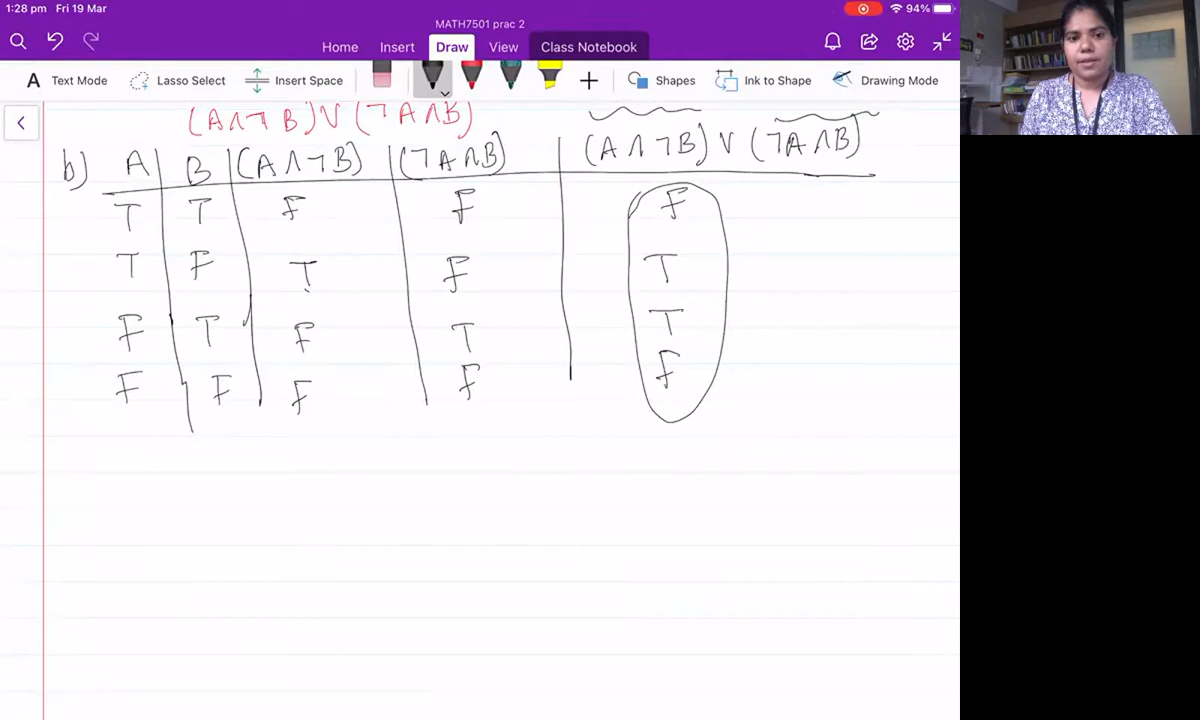 1:28 pm Fri 19 Mar 94%
MATH7501 prac 2
Home Insert Draw View Class Notebook
A Text Mode Lasso Select Insert Space Shapes Ink to Shape Drawing Mode
(A∧¬B)∨(¬A∧B)
b) A B (A∧¬B) (¬A∧B) (A∧¬B)∨(¬A∧B)
T T F F F
T F T F T
F T F T T
F F F F F